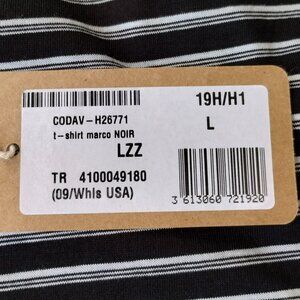 19H/H1
CODAV-H26771
t-shirt marco NOIR
L
LZZ
TR 4100049180
(09/Whls USA)
3 613060 721920